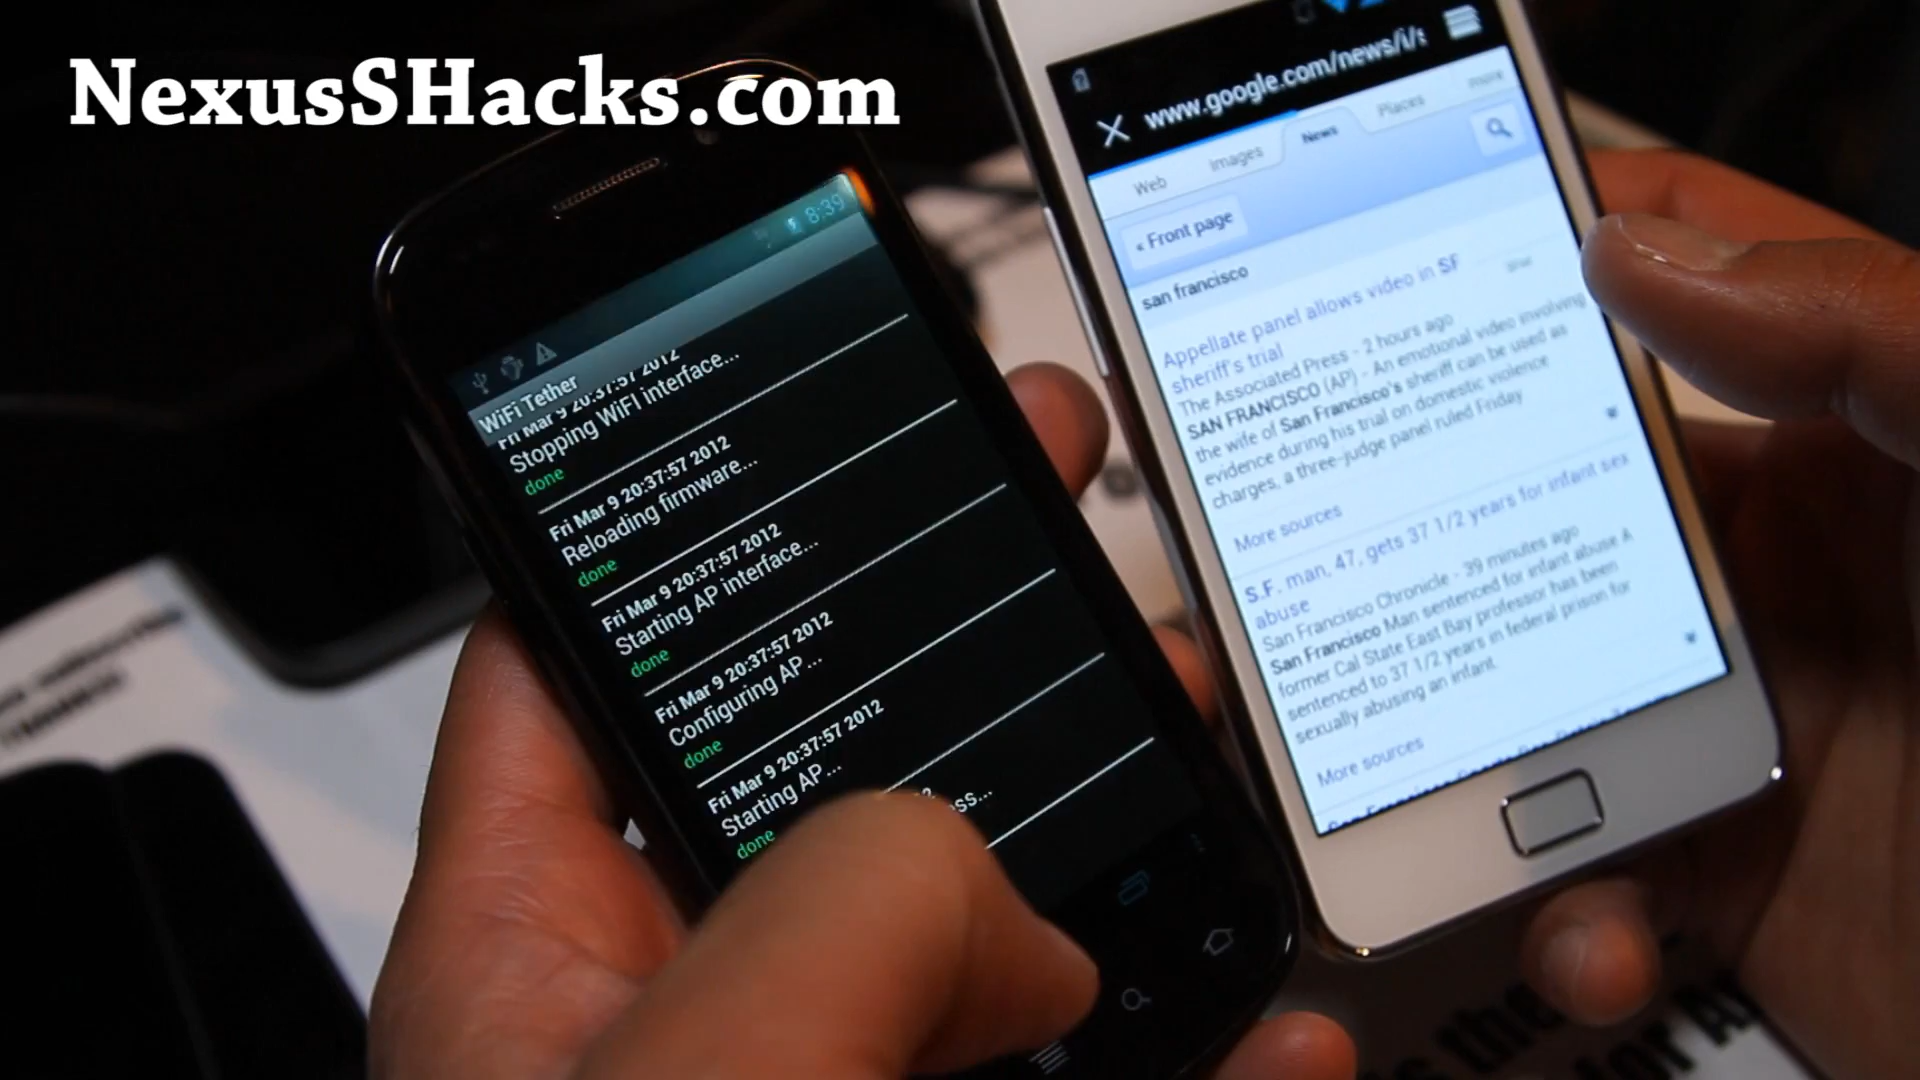 NexusSHacks.com
8:39
WiFi Tether
Fri Mar 9 20:37:57 2012
Stopping WiFI interface...
done
Fri Mar 9 20:37:57 2012
Reloading firmware...
done
Fri Mar 9 20:37:57 2012
Starting AP interface...
done
Fri Mar 9 20:37:57 2012
Configuring AP...
done
Fri Mar 9 20:37:57 2012
Starting AP...
done
www.google.com/news/i/s
Web Images News Places more
« Front page
san francisco
Appellate panel allows video in SF
sheriff's trial
The Associated Press - 2 hours ago
SAN FRANCISCO (AP) - An emotional video involving
the wife of San Francisco's sheriff can be used as
evidence during his trial on domestic violence
charges, a three-judge panel ruled Friday
More sources
S.F. man, 47, gets 37 1/2 years for infant sex
abuse
San Francisco Chronicle - 39 minutes ago
San Francisco Man sentenced for infant abuse A
former Cal State East Bay professor has been
sentenced to 37 1/2 years in federal prison for
sexually abusing an infant.
More sources